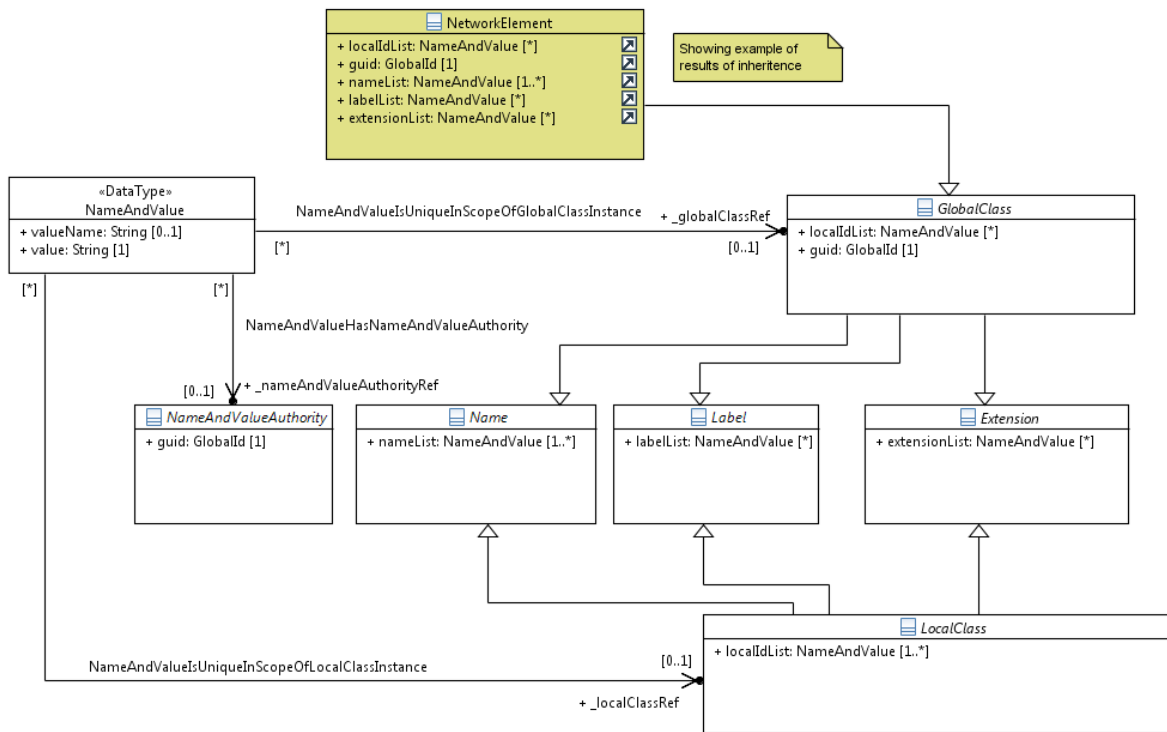 NetworkElement
+ localIdList: NameAndValue [*]
+ guid: GlobalId [1]
+ nameList: NameAndValue [1..*]
+ labelList: NameAndValue [*]
+ extensionList: NameAndValue [*]
Showing example of
results of inheritence
«DataType»
NameAndValue
+ valueName: String [0..1]
+ value: String [1]
NameAndValueIsUniqueInScopeOfGlobalClassInstance
+ _globalClassRef
[*]
[0..1]
GlobalClass
+ localIdList: NameAndValue [*]
+ guid: GlobalId [1]
[*]
[*]
NameAndValueHasNameAndValueAuthority
[0..1]
+ _nameAndValueAuthorityRef
NameAndValueAuthority
+ guid: GlobalId [1]
Name
+ nameList: NameAndValue [1..*]
Label
+ labelList: NameAndValue [*]
Extension
+ extensionList: NameAndValue [*]
LocalClass
+ localIdList: NameAndValue [1..*]
NameAndValueIsUniqueInScopeOfLocalClassInstance
[0..1]
+ _localClassRef